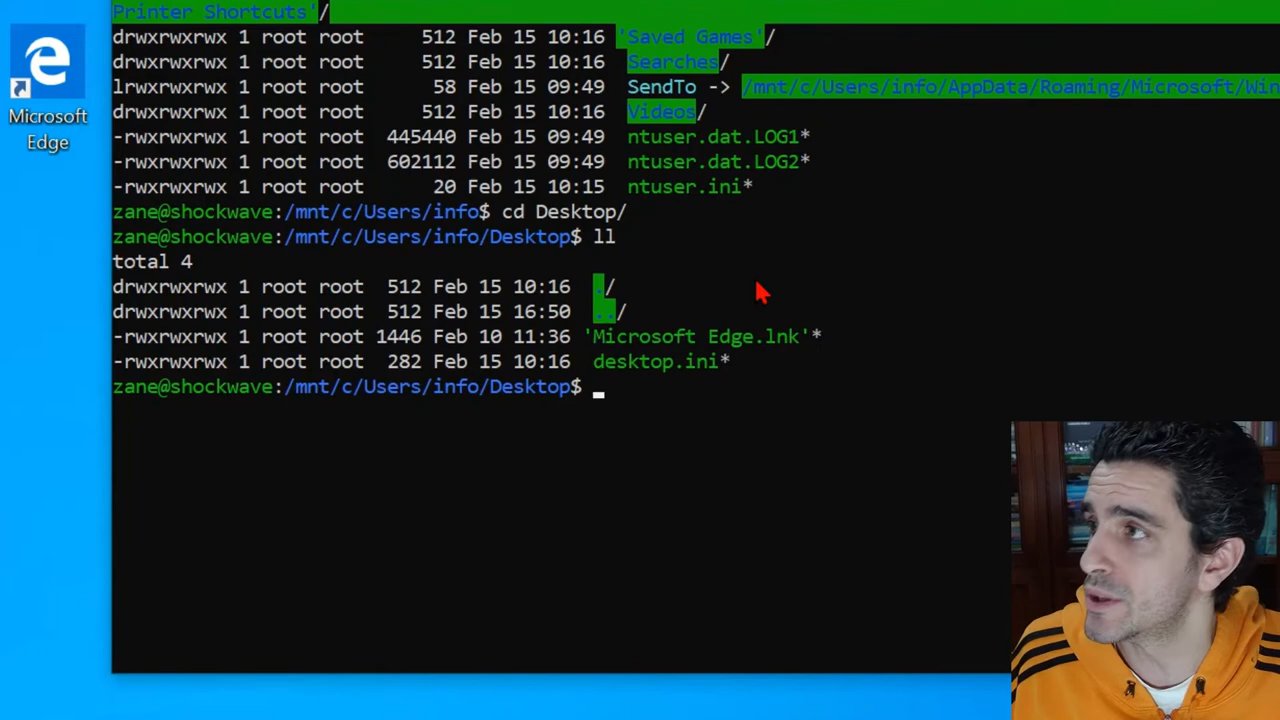 Printer Shortcuts'/
drwxrwxrwx 1 root root 512 Feb 15 10:16 'Saved Games'/
drwxrwxrwx 1 root root 512 Feb 15 10:16 Searches/
lrwxrwxrwx 1 root root 58 Feb 15 09:49 SendTo -> /mnt/c/Users/info/AppData/Roaming/Microsoft/Win
drwxrwxrwx 1 root root 512 Feb 15 10:16 Videos/
-rwxrwxrwx 1 root root 445440 Feb 15 09:49 ntuser.dat.LOG1*
-rwxrwxrwx 1 root root 602112 Feb 15 09:49 ntuser.dat.LOG2*
-rwxrwxrwx 1 root root 20 Feb 15 10:15 ntuser.ini*
zane@shockwave:/mnt/c/Users/info$ cd Desktop/
zane@shockwave:/mnt/c/Users/info/Desktop$ ll
total 4
drwxrwxrwx 1 root root 512 Feb 15 10:16 ./
drwxrwxrwx 1 root root 512 Feb 15 16:50 ../
-rwxrwxrwx 1 root root 1446 Feb 10 11:36 'Microsoft Edge.lnk'*
-rwxrwxrwx 1 root root 282 Feb 15 10:16 desktop.ini*
zane@shockwave:/mnt/c/Users/info/Desktop$
Microsoft
Edge